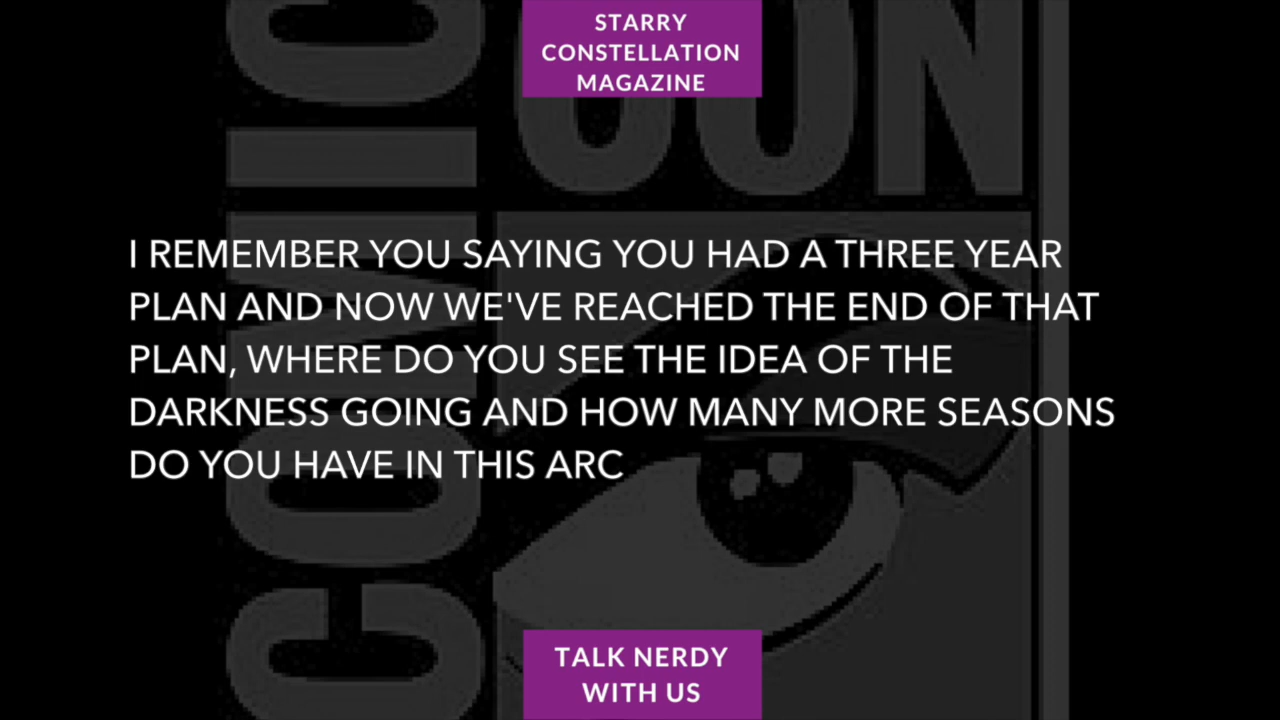 STARRY
CONSTELLATION
MAGAZINE
I REMEMBER YOU SAYING YOU HAD A THREE YEAR
PLAN AND NOW WE'VE REACHED THE END OF THAT
PLAN, WHERE DO YOU SEE THE IDEA OF THE
DARKNESS GOING AND HOW MANY MORE SEASONS
DO YOU HAVE IN THIS ARC
TALK NERDY
WITH US
COMIC
CON